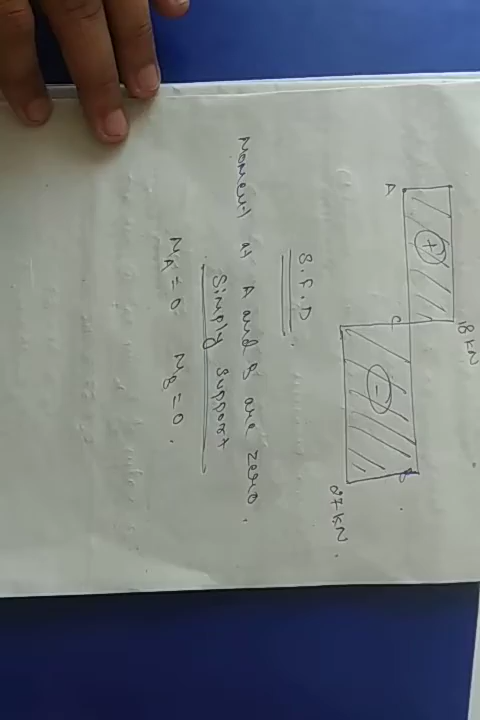 18 KN
+
A
C
B
-
27 KN.
S.F.D.
Moment at A and B are zero.
Simply support
MA = 0. MB = 0.